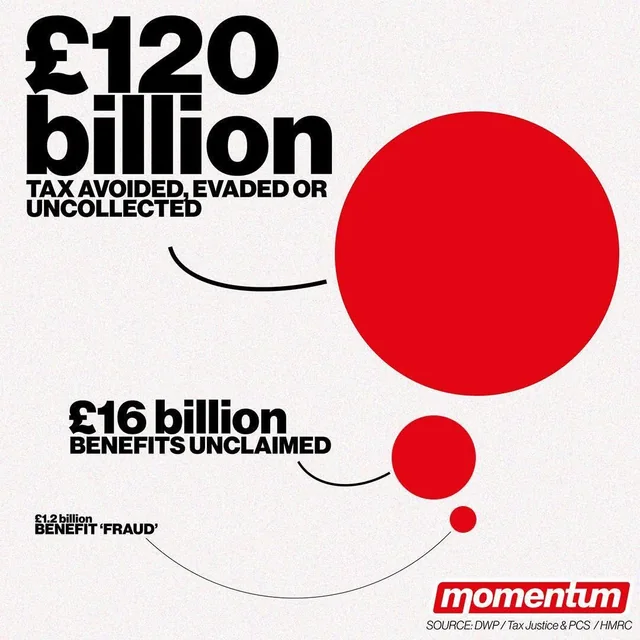 £120
billion
TAX AVOIDED, EVADED OR
UNCOLLECTED
£16 billion
BENEFITS UNCLAIMED
£1.2 billion
BENEFIT ‘FRAUD’
momentum
SOURCE: DWP / Tax Justice & PCS / HMRC